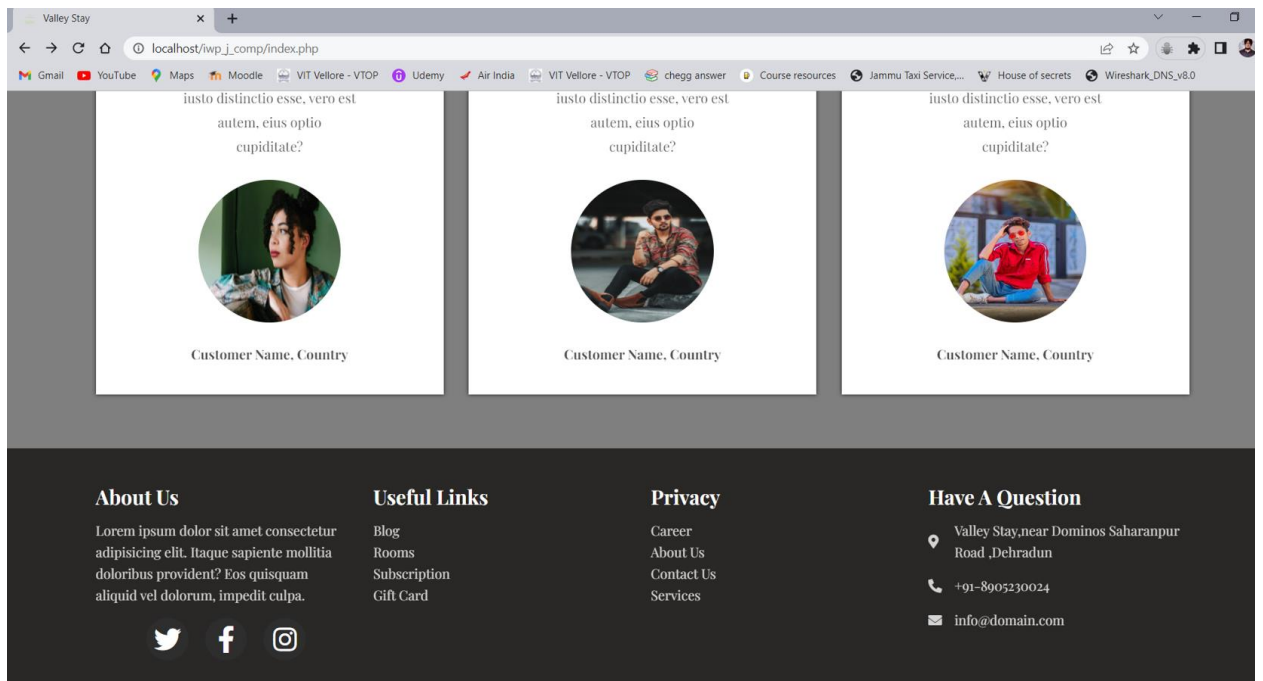 Valley Stay
localhost/iwp_j_comp/index.php
Gmail YouTube Maps Moodle VIT Vellore - VTOP Udemy Air India VIT Vellore - VTOP chegg answer Course resources Jammu Taxi Service,... House of secrets Wireshark_DNS_v8.0
iusto distinctio esse, vero est
autem, eius optio
cupiditate?
Customer Name, Country
iusto distinctio esse, vero est
autem, eius optio
cupiditate?
Customer Name, Country
iusto distinctio esse, vero est
autem, eius optio
cupiditate?
Customer Name, Country
About Us
Lorem ipsum dolor sit amet consectetur
adipisicing elit. Itaque sapiente mollitia
doloribus provident? Eos quisquam
aliquid vel dolorum, impedit culpa.
Useful Links
Blog
Rooms
Subscription
Gift Card
Privacy
Career
About Us
Contact Us
Services
Have A Question
Valley Stay,near Dominos Saharanpur
Road ,Dehradun
+91-8905230024
info@domain.com